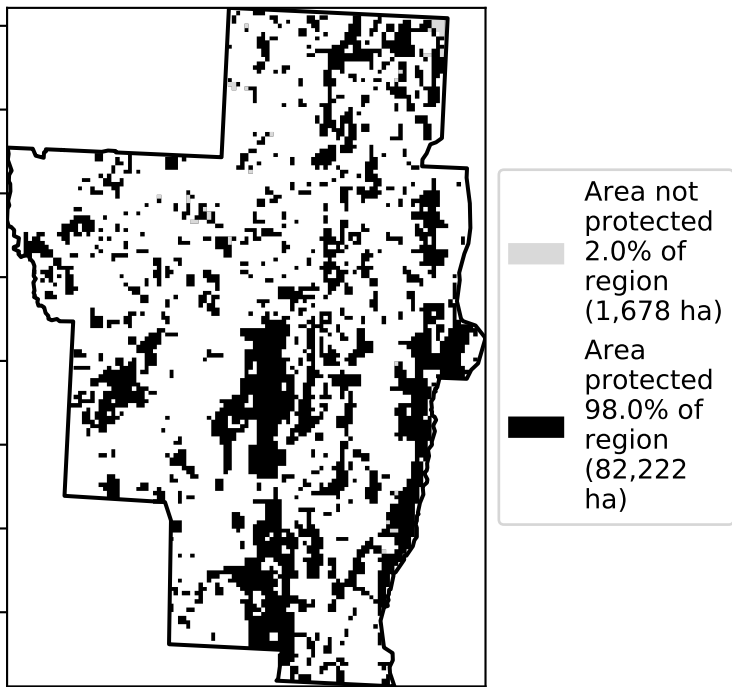 Area not
protected
2.0% of
region
(1,678 ha)
Area
protected
98.0% of
region
(82,222
ha)